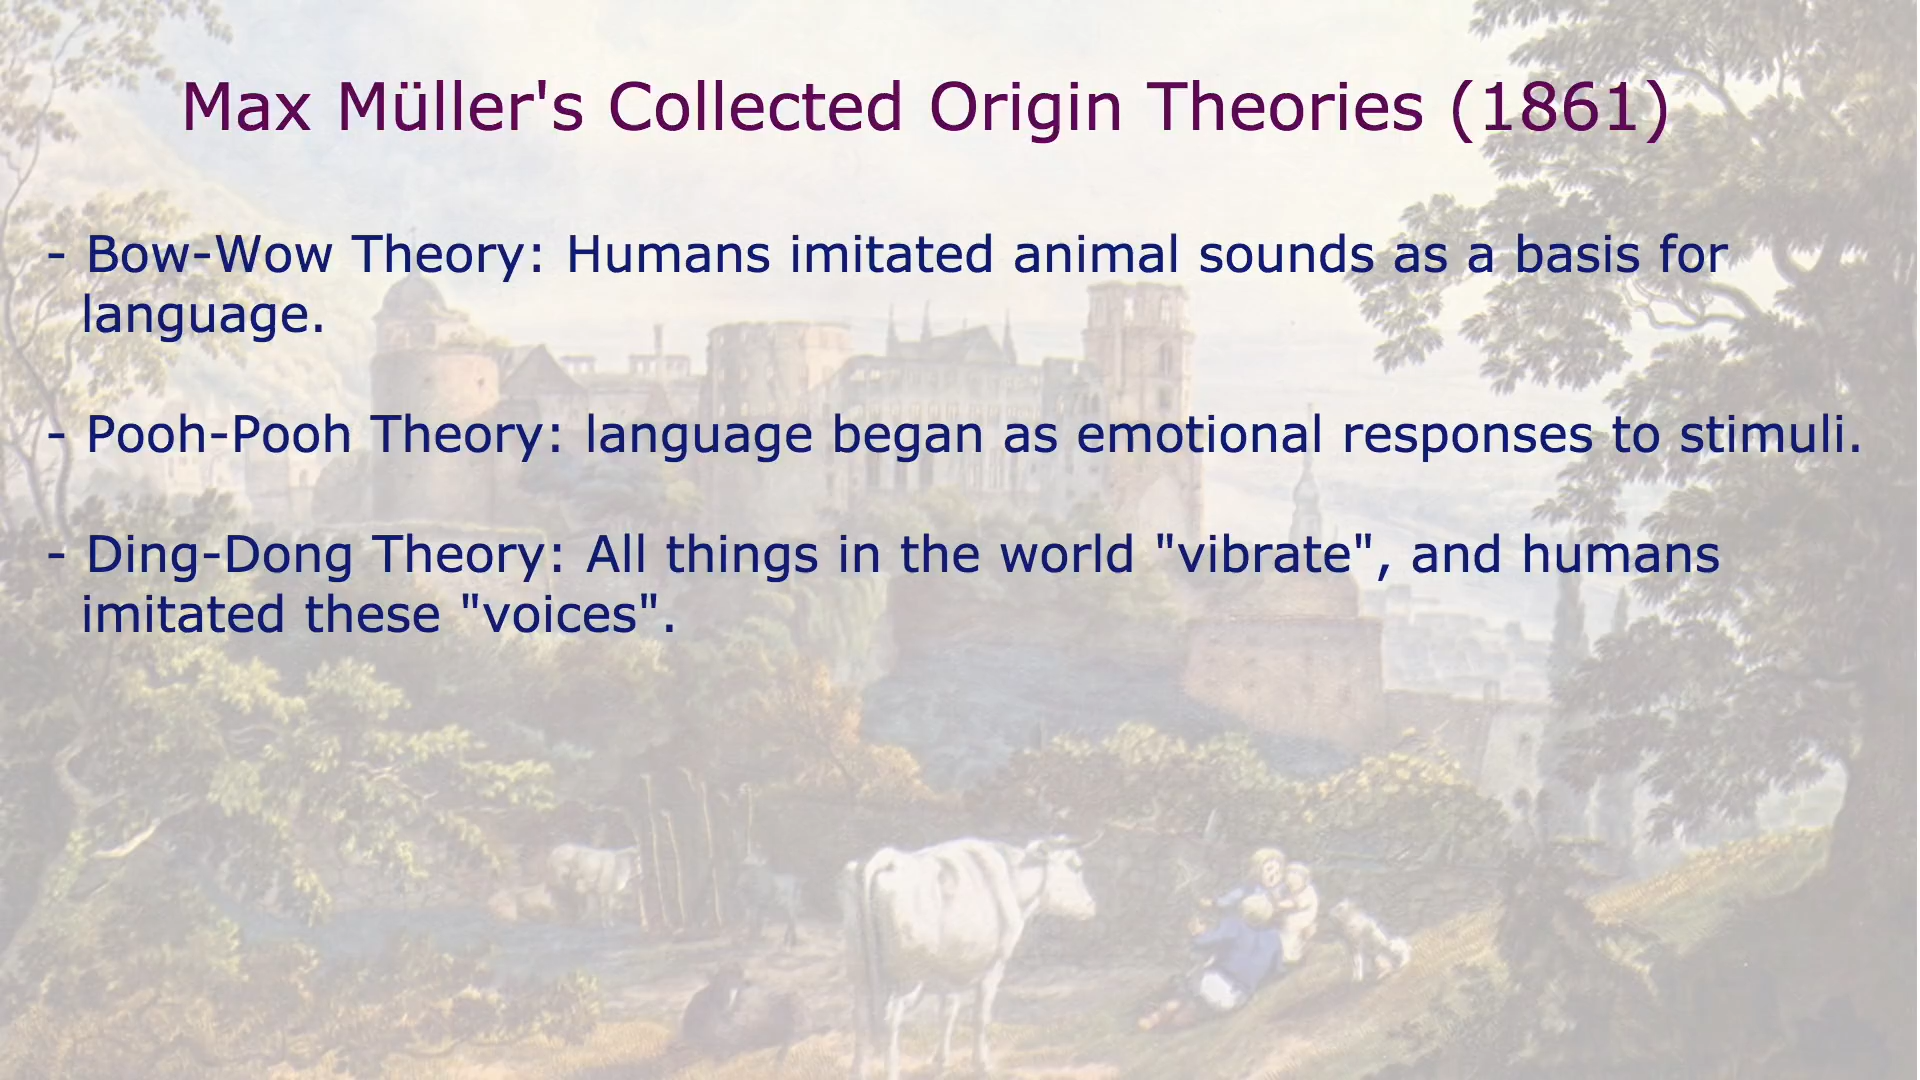 Max Müller's Collected Origin Theories (1861)
- Bow-Wow Theory: Humans imitated animal sounds as a basis for
language.
- Pooh-Pooh Theory: language began as emotional responses to stimuli.
- Ding-Dong Theory: All things in the world "vibrate", and humans
imitated these "voices".